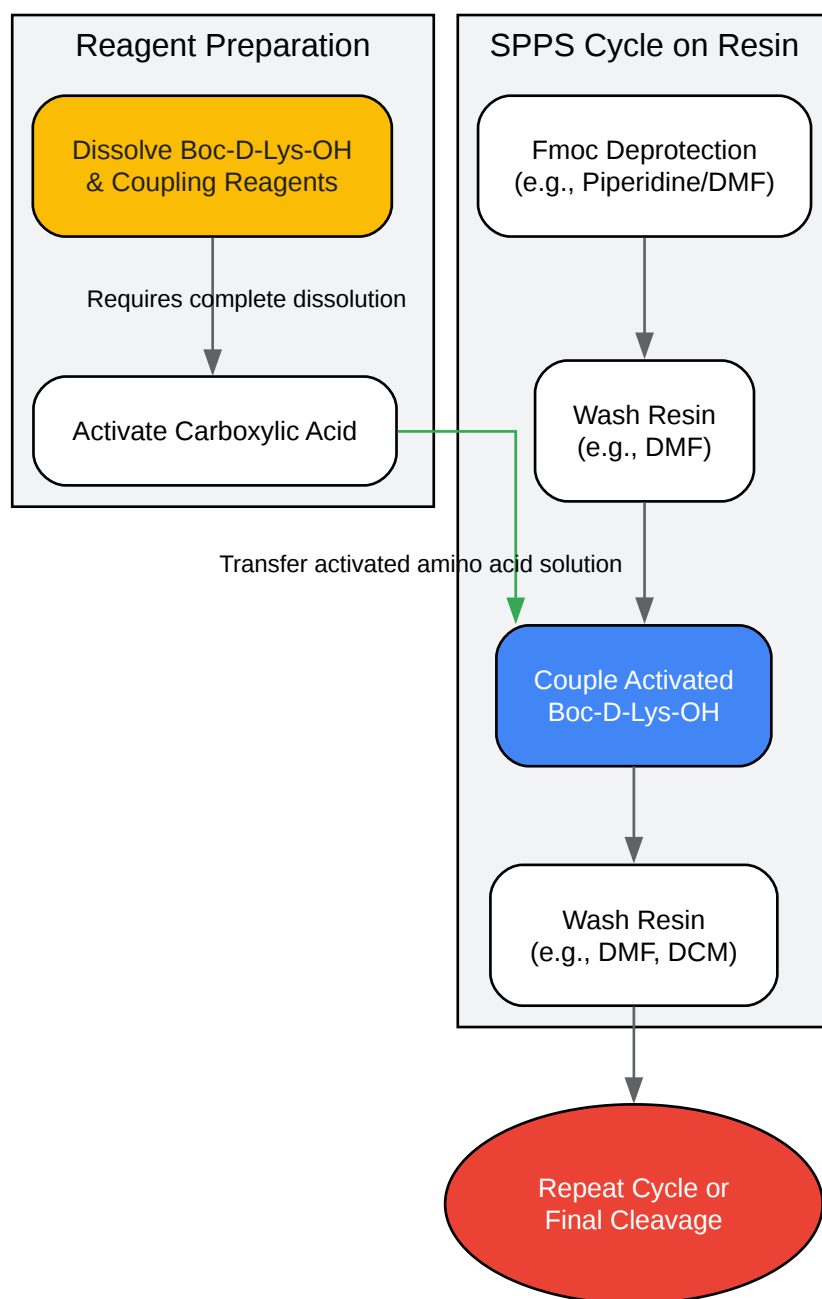 Reagent Preparation
Dissolve Boc-D-Lys-OH
& Coupling Reagents
Requires complete dissolution
Activate Carboxylic Acid
SPPS Cycle on Resin
Fmoc Deprotection
(e.g., Piperidine/DMF)
Wash Resin
(e.g., DMF)
Transfer activated amino acid solution
Couple Activated
Boc-D-Lys-OH
Wash Resin
(e.g., DMF, DCM)
Repeat Cycle or
Final Cleavage